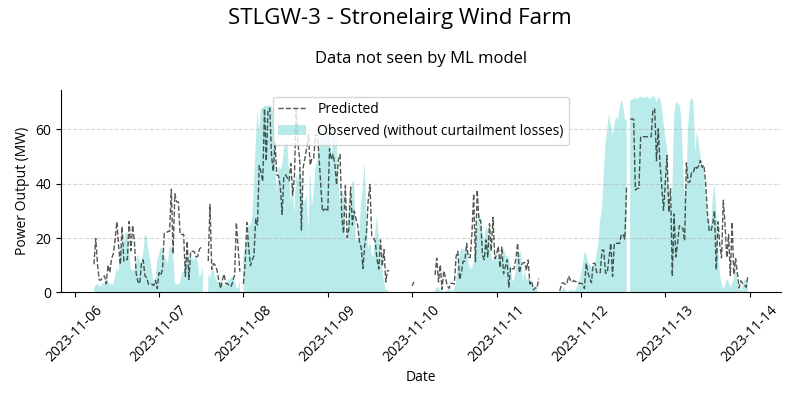 STLGW-3 - Stronelairg Wind Farm
Data not seen by ML model
Predicted
Observed (without curtailment losses)
Power Output (MW)
60
40
20
0
2023-11-06
2023-11-07
2023-11-08
2023-11-09
2023-11-10
2023-11-11
2023-11-12
2023-11-13
2023-11-14
Date